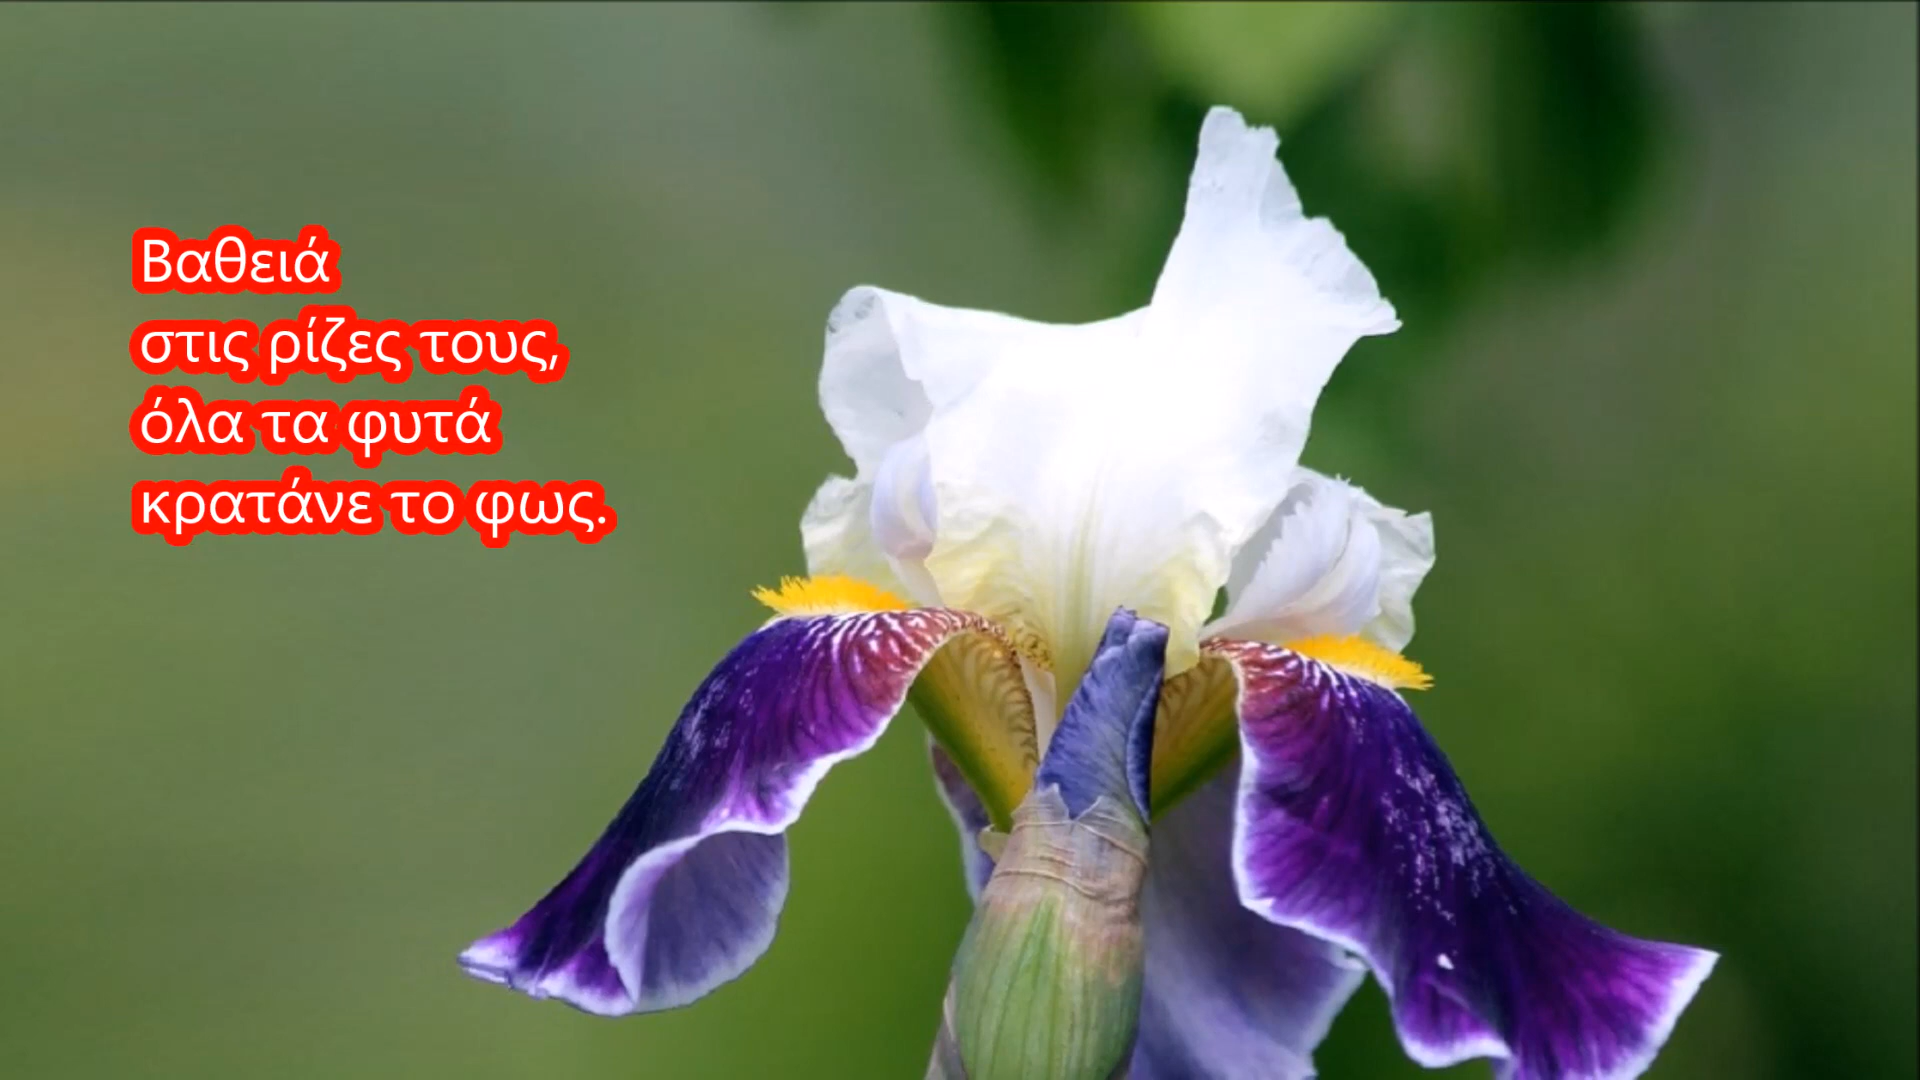 Βαθειά
στις ρίζες τους,
όλα τα φυτά
κρατάνε το φως.